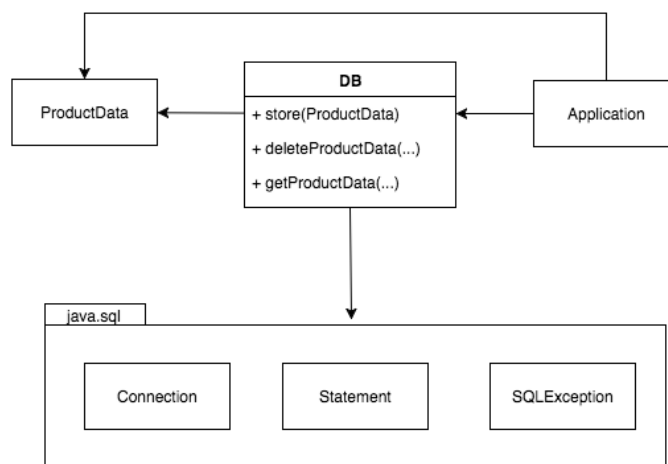 DB
ProductData
+ store(ProductData)
+ deleteProductData(...)
+ getProductData(...)
Application
java.sql
Connection
Statement
SQLException